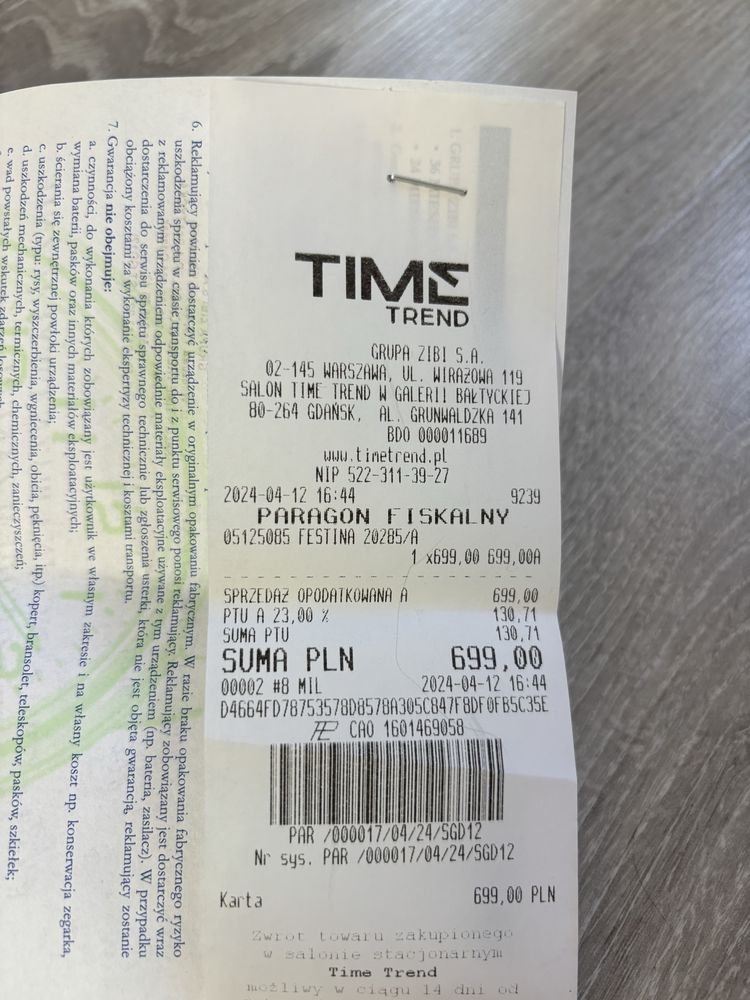 TIME
TREND
GRUPA ZIBI S.A.
02-145 WARSZAWA, UL. WIRAŻOWA 119
SALON TIME TREND W GALERII BAŁTYCKIEJ
80-264 GDAŃSK, AL. GRUNWALDZKA 141
BDO 000011689
www.timetrend.pl
NIP 522-311-39-27
2024-04-12 16:44 9239
PARAGON FISKALNY
05125085 FESTINA 20285/A
1 x699,00 699,00A
SPRZEDAŻ OPODATKOWANA A 699,00
PTU A 23,00 % 130,71
SUMA PTU 130,71
SUMA PLN 699,00
00002 #8 MIL 2024-04-12 16:44
D4664FD78753578D8578A305C847F8DF0FB5C35E
CAO 1601469058
PAR /000017/04/24/SGD12
Nr sys. PAR /000017/04/24/SGD12
Karta 699,00 PLN
Zwrot towaru zakupionego
w salonie stacjonarnym
Time Trend
możliwy w ciągu 14 dni od
6. Reklamujący powinien dostarczyć urządzenie w oryginalnym opakowaniu fabrycznym. W razie braku opakowania fabrycznego ryzyko
uszkodzenia sprzętu w czasie transportu do i z punktu serwisowego ponosi reklamujący. Reklamujący zobowiązany jest dostarczyć wraz
z reklamowanym urządzeniem odpowiednie materiały eksploatacyjne używane z tym urządzeniem (np. bateria, zasilacz). W przypadku
dostarczenia do serwisu sprzętu sprawnego technicznie lub zgłoszenia usterki, która nie jest objęta gwarancją, reklamujący zostanie
obciążony kosztami za wykonanie ekspertyzy technicznej i kosztami transportu.
7. Gwarancja nie obejmuje:
a. czynności, do wykonania których zobowiązany jest użytkownik we własnym zakresie i na własny koszt np. konserwacja zegarka,
wymiana baterii, pasków oraz innych materiałów eksploatacyjnych;
b. ścierania się zewnętrznej powłoki urządzenia;
c. uszkodzenia (typu: rysy, wyszczerbienia, wgniecenia, obicia, pęknięcia, itp.) kopert, bransolet, teleskopów, pasków, szkiełek;
d. uszkodzeń mechanicznych, termicznych, chemicznych, zanieczyszczeń;
e. wad powstałych wskutek zdarzeń losowych